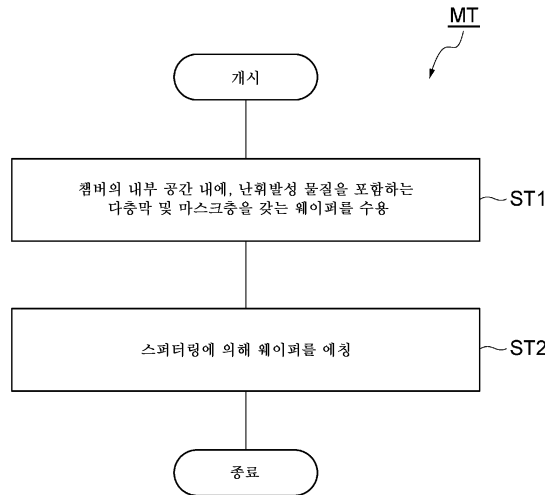 MT
개시
챔버의 내부 공간 내에, 난휘발성 물질을 포함하는
다층막 및 마스크층을 갖는 웨이퍼를 수용
ST1
스퍼터링에 의해 웨이퍼를 에칭
ST2
종료